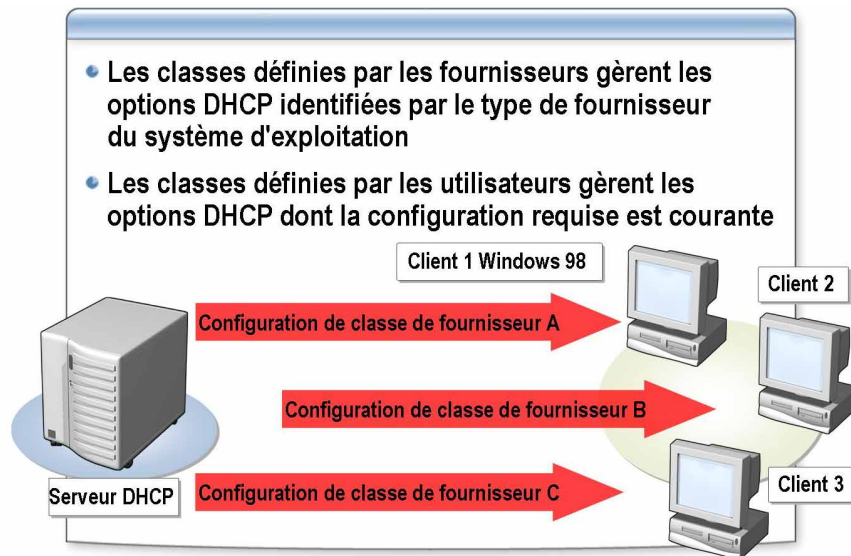 Les classes définies par les fournisseurs gèrent les
options DHCP identifiées par le type de fournisseur
du système d'exploitation
Les classes définies par les utilisateurs gèrent les
options DHCP dont la configuration requise est courante
Client 1 Windows 98
Client 2
Configuration de classe de fournisseur A
Configuration de classe de fournisseur B
Configuration de classe de fournisseur C
Serveur DHCP
Client 3